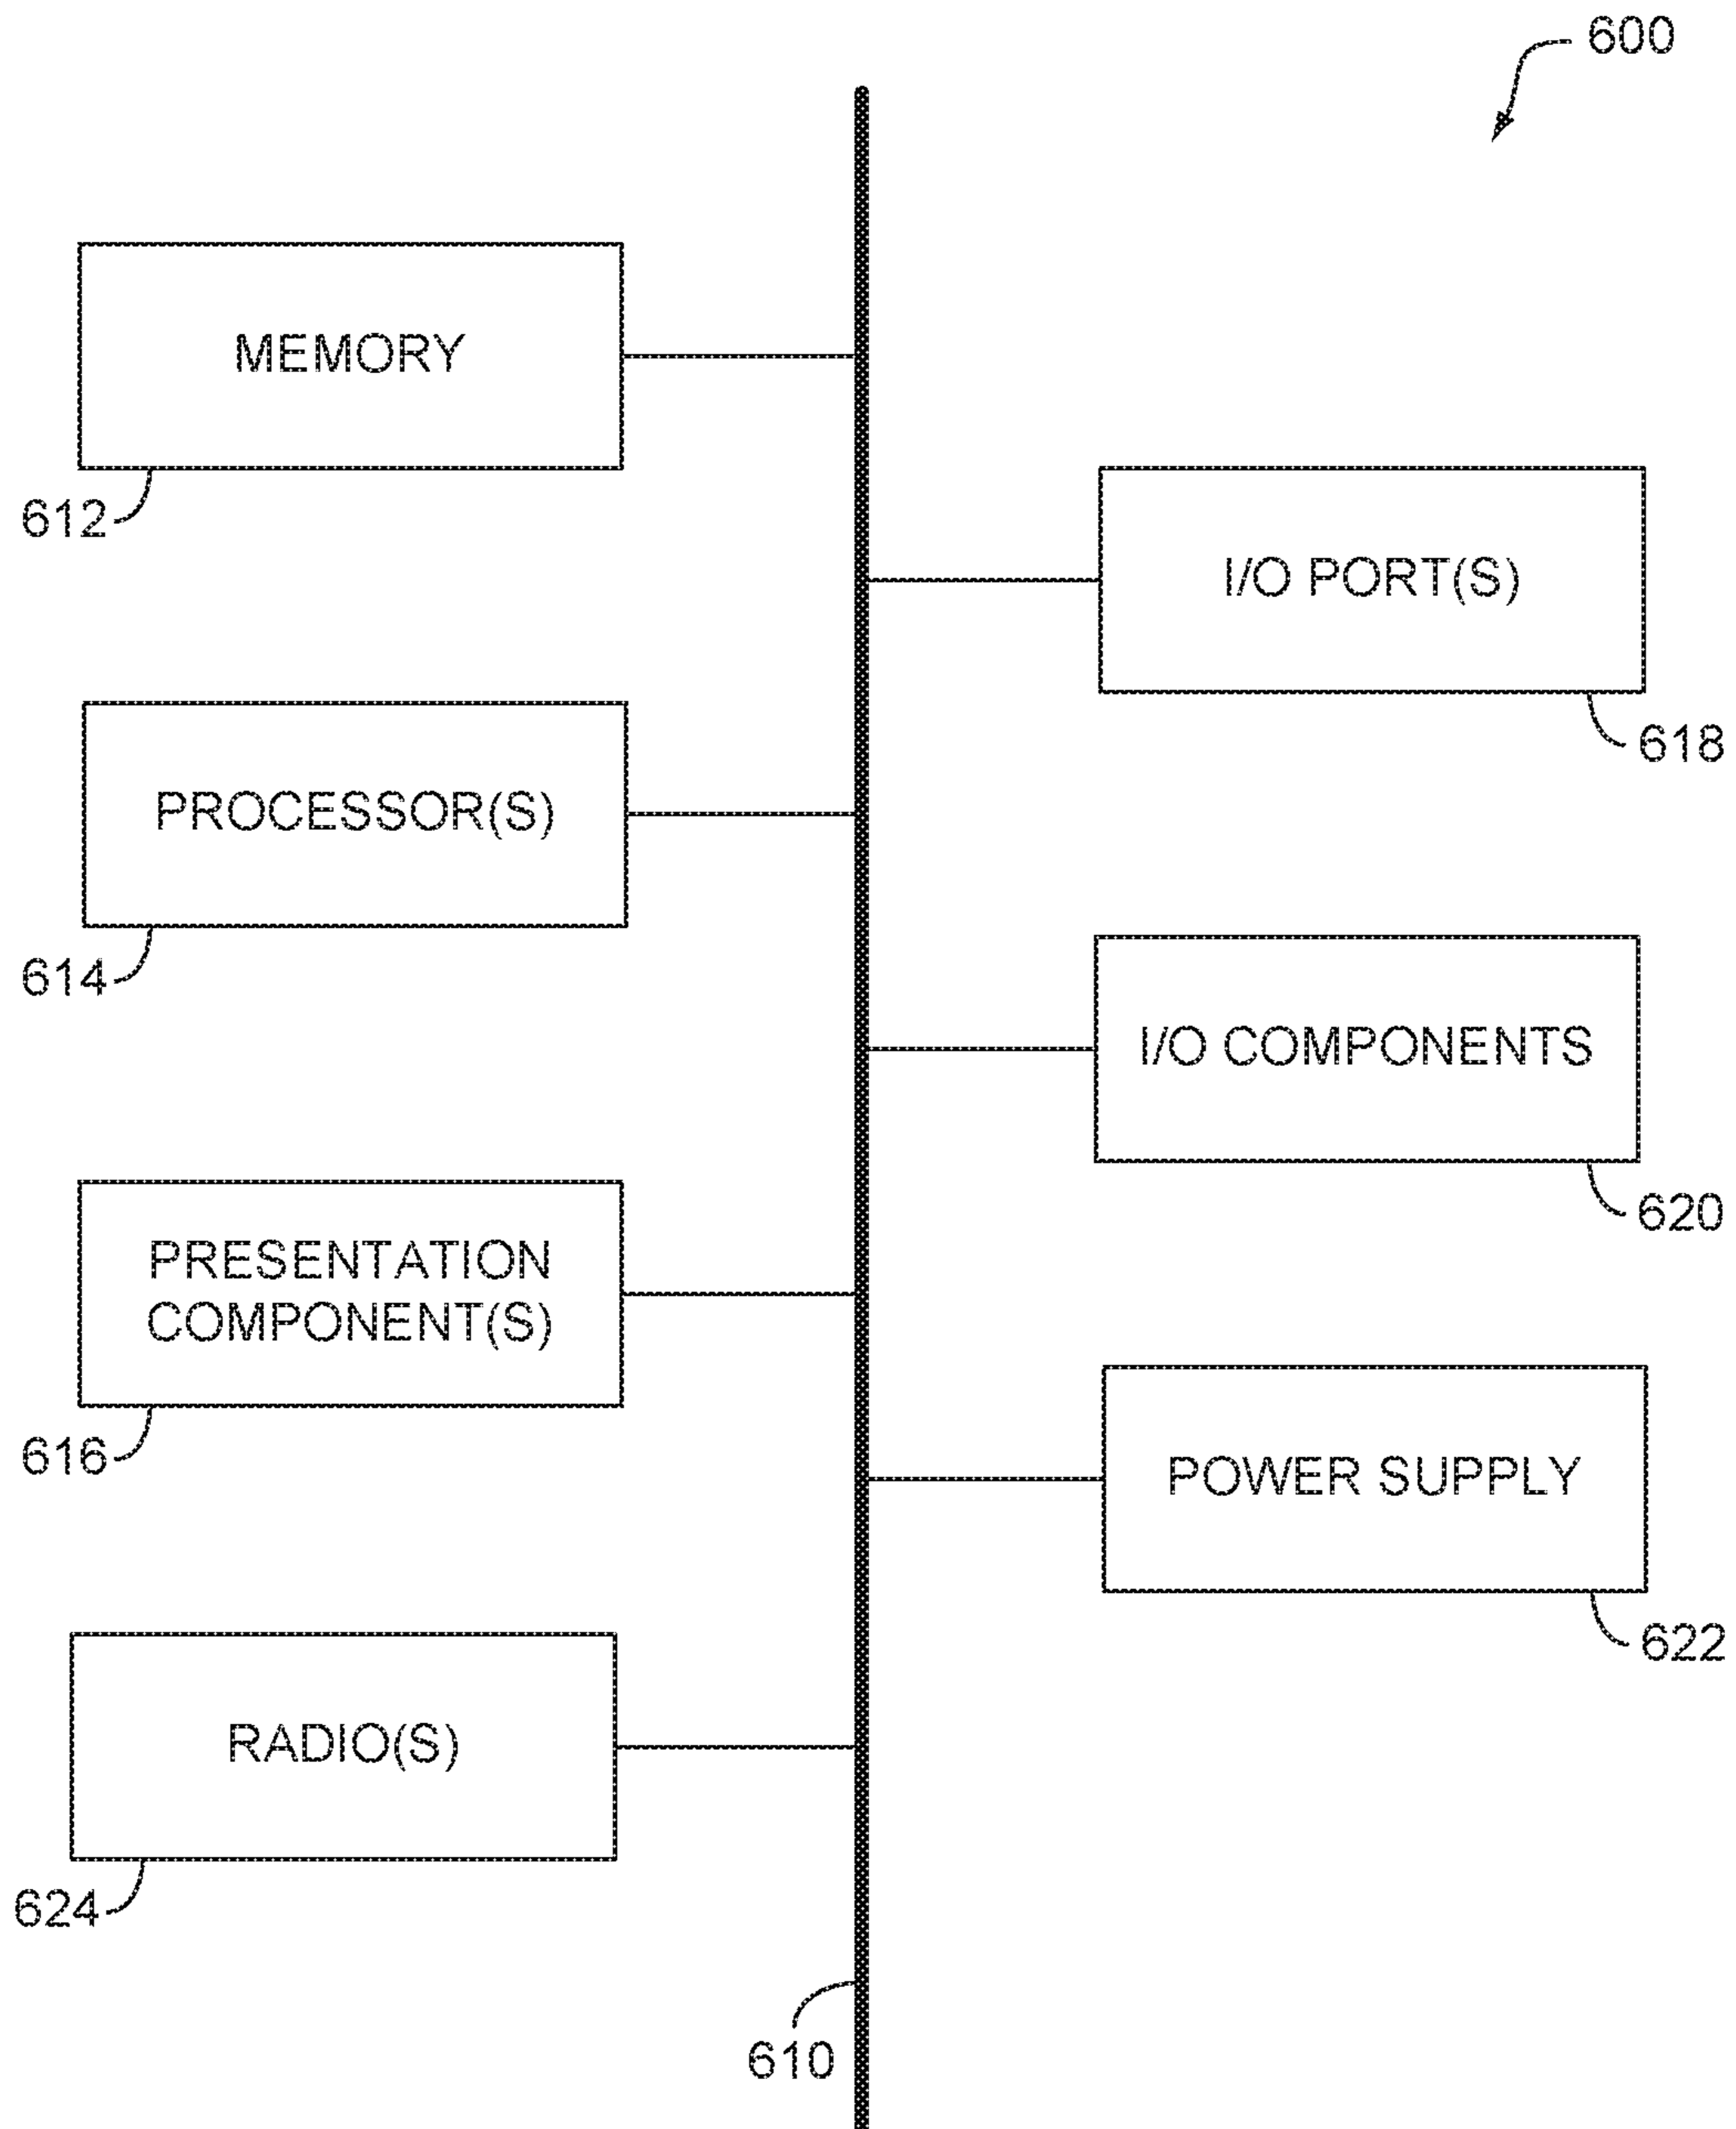 600
MEMORY
612
I/O PORT(S)
618
PROCESSOR(S)
614
I/O COMPONENTS
620
PRESENTATION
COMPONENT(S)
616
POWER SUPPLY
622
RADIO(S)
624
610